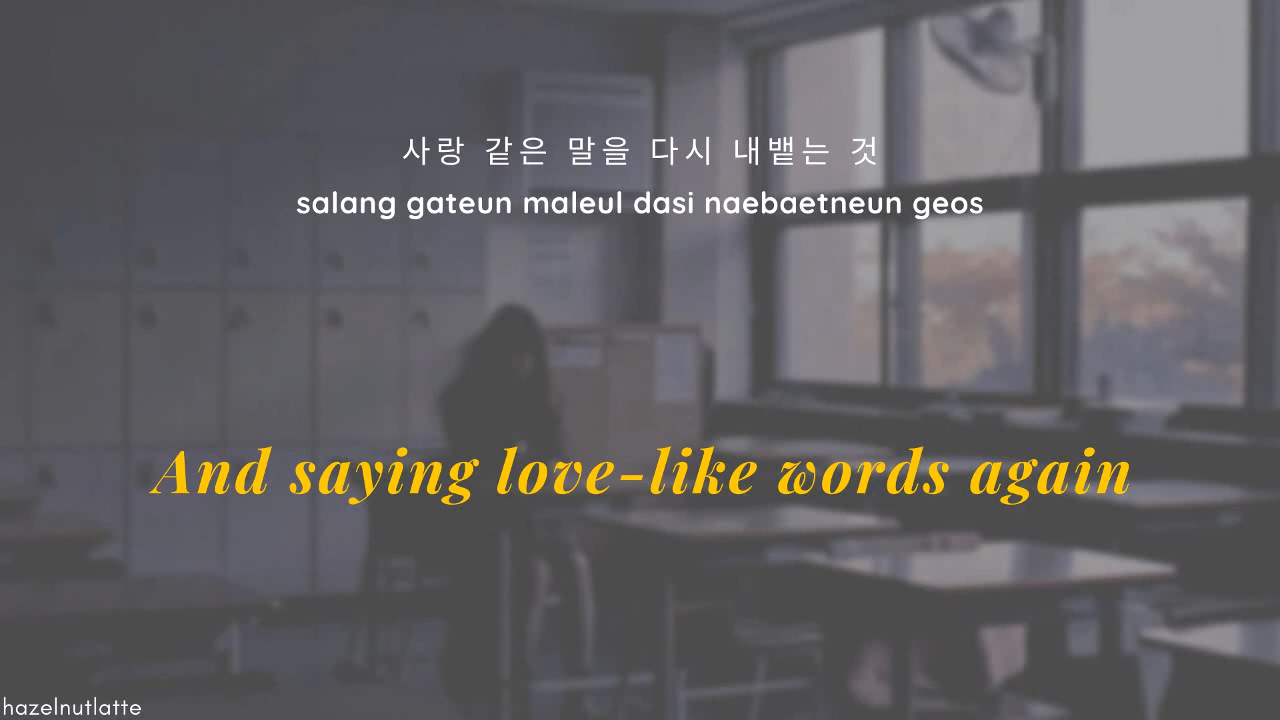 사랑 같은 말을 다시 내뱉는 것
salang gateun maleul dasi naebaetneun geos
And saying love-like words again
hazelnutlatte